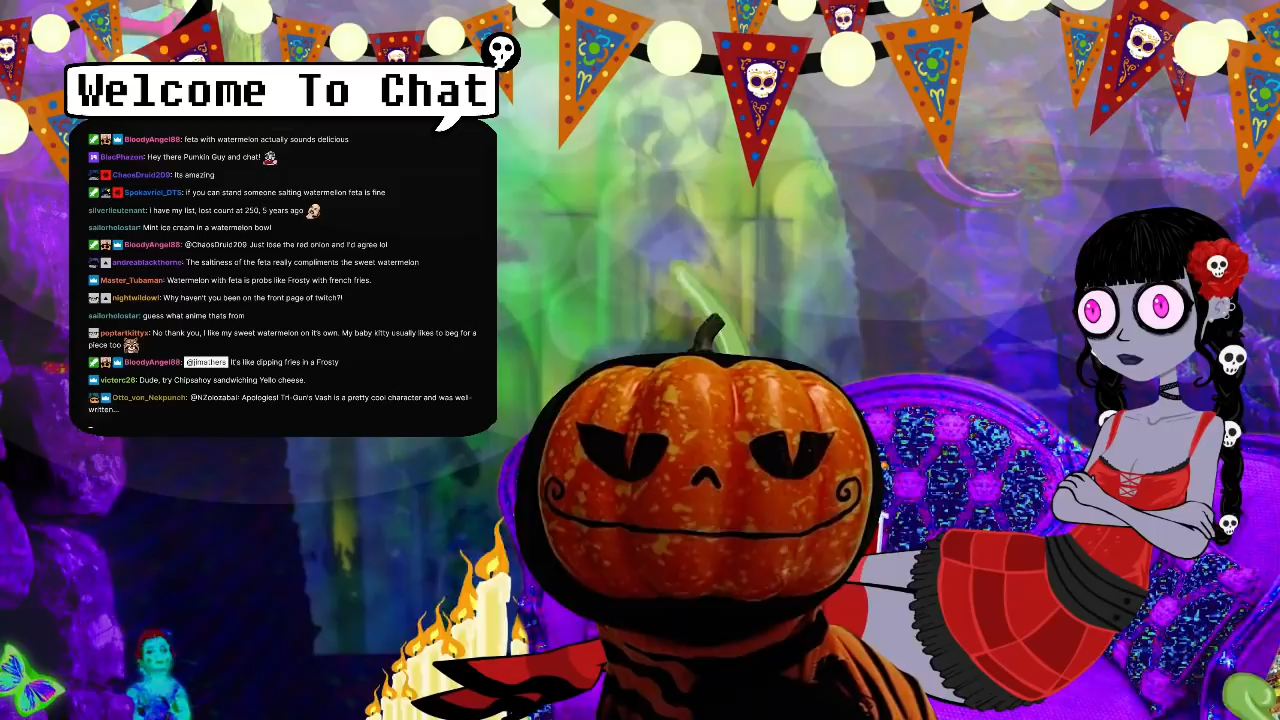 Welcome To Chat
BloodyAngel88: feta with watermelon actually sounds delicious
BlacPhazon: Hey there Pumkin Guy and chat!
ChaosDruid209: Its amazing
Spokavriel_DTS: if you can stand someone salting watermelon feta is fine
silverlieutenant: i have my list, lost count at 250, 5 years ago
sailorholostar: Mint ice cream in a watermelon bowl
BloodyAngel88: @ChaosDruid209 Just lose the red onion and I'd agree lol
andreablackthorne: The saltiness of the feta really compliments the sweet watermelon
Master_Tubaman: Watermelon with feta is probs like Frosty with french fries.
nightwildowl: Why haven't you been on the front page of twitch?!
sailorholostar: guess what anime thats from
poptartkittyx: No thank you, I like my sweet watermelon on it's own. My baby kitty usually likes to beg for a
piece too
BloodyAngel88: @jimathers It's like dipping fries in a Frosty
victorc26: Dude, try Chipsahoy sandwiching Yello cheese.
Otto_von_Nekpunch: @NZolozabal: Apologies! Tri-Gun's Vash is a pretty cool character and was well-
written...